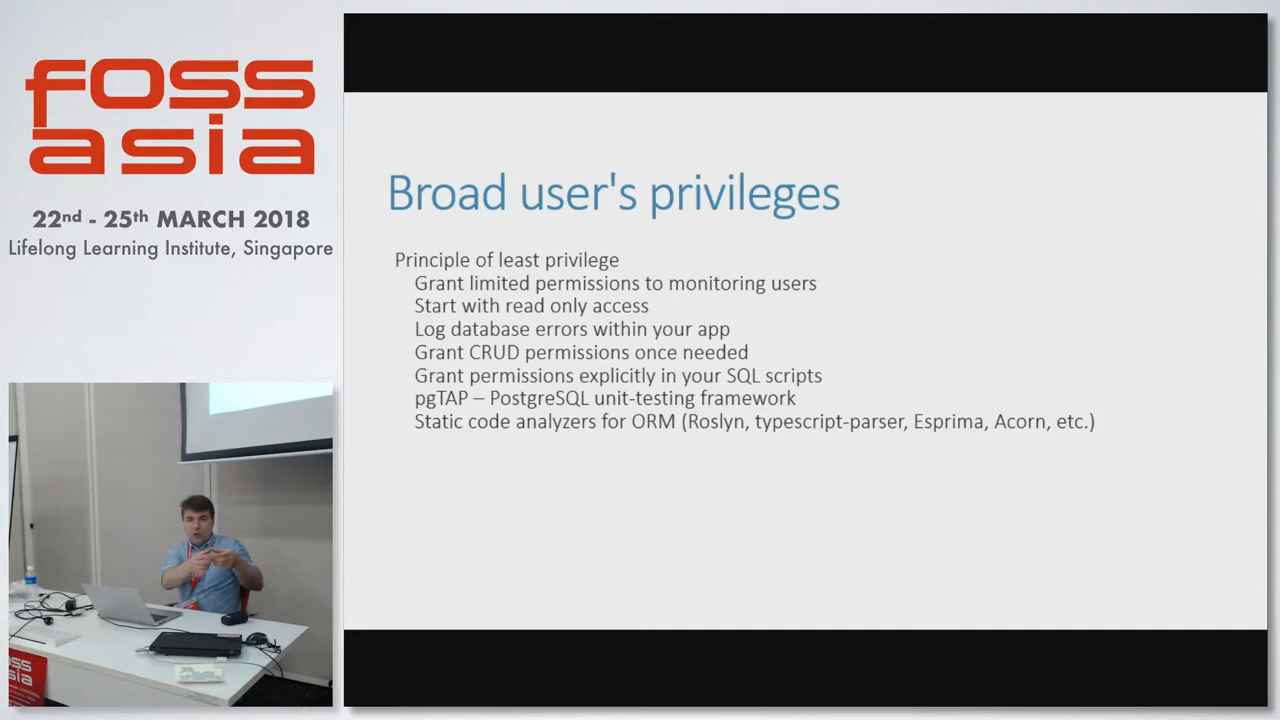 foss
asia
22nd - 25th MARCH 2018
Lifelong Learning Institute, Singapore
Broad user's privileges
Principle of least privilege
Grant limited permissions to monitoring users
Start with read only access
Log database errors within your app
Grant CRUD permissions once needed
Grant permissions explicitly in your SQL scripts
pgTAP – PostgreSQL unit-testing framework
Static code analyzers for ORM (Roslyn, typescript-parser, Esprima, Acorn, etc.)
oss
sia